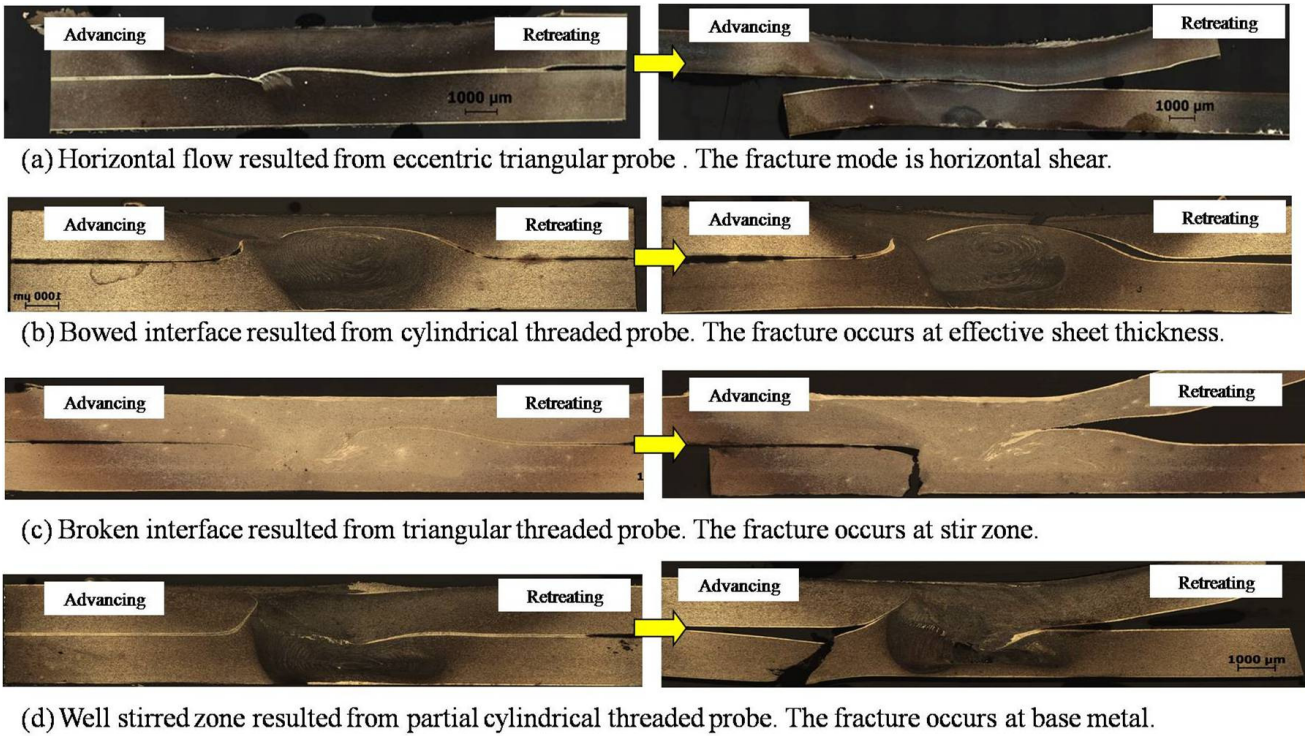 Advancing
Retreating
Advancing
Retreating
1000 µm
1000 µm
(a) Horizontal flow resulted from eccentric triangular probe . The fracture mode is horizontal shear.
Advancing
Retreating
Advancing
Retreating
1000 µm
(b) Bowed interface resulted from cylindrical threaded probe. The fracture occurs at effective sheet thickness.
Advancing
Retreating
Advancing
Retreating
1
(c) Broken interface resulted from triangular threaded probe. The fracture occurs at stir zone.
Advancing
Retreating
Advancing
Retreating
1000 µm
(d) Well stirred zone resulted from partial cylindrical threaded probe. The fracture occurs at base metal.